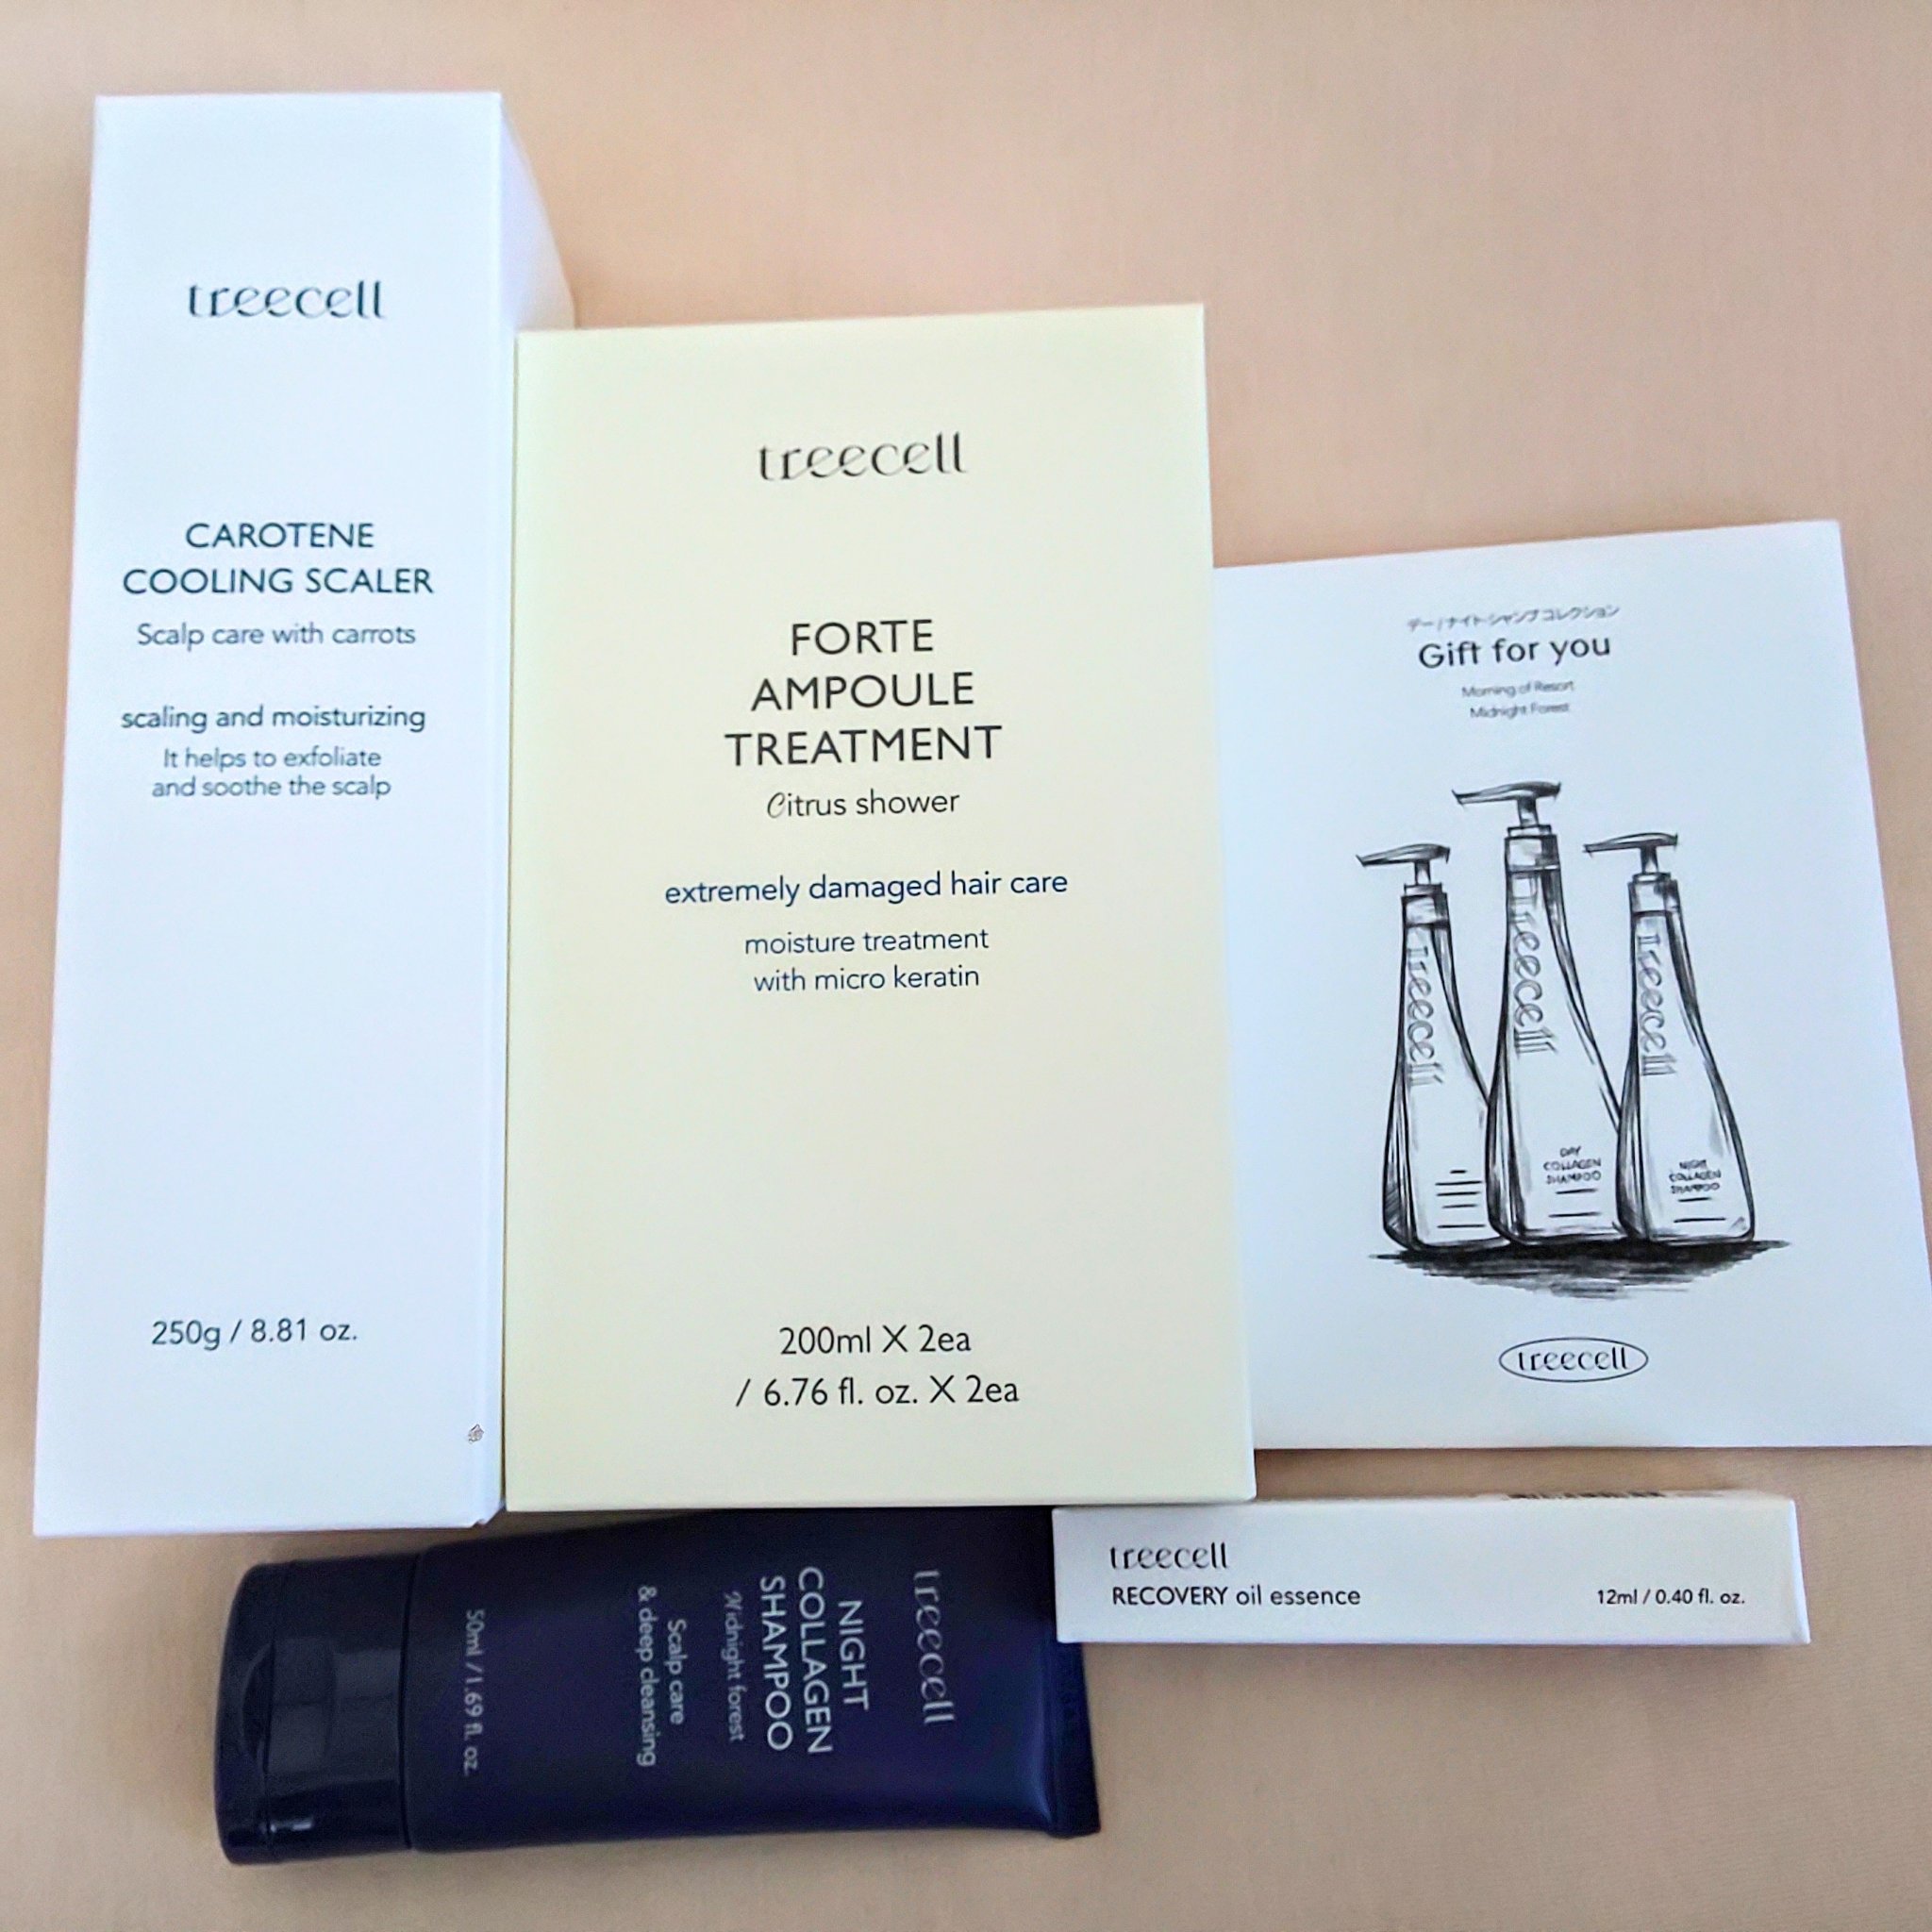 treecell
CAROTENE
COOLING SCALER
Scalp care with carrots
scaling and moisturizing
It helps to exfoliate
and soothe the scalp
250g / 8.81 oz.
treecell
FORTE
AMPOULE
TREATMENT
Citrus shower
extremely damaged hair care
moisture treatment
with micro keratin
200ml X 2ea
/ 6.76 fl. oz. X 2ea
デー/ナイトシャンプコレクション
Gift for you
Morning of Resort
Midnight Forest
treecell
treecell
DAY
COLLAGEN
SHAMPOO
treecell
NIGHT
COLLAGEN
SHAMPOO
treecell
treecell
RECOVERY oil essence
12ml / 0.40 fl. oz.
treecell
NIGHT
COLLAGEN
SHAMPOO
Midnight forest
Scalp care
& deep cleansing
50ml / 1.69 fl. oz.